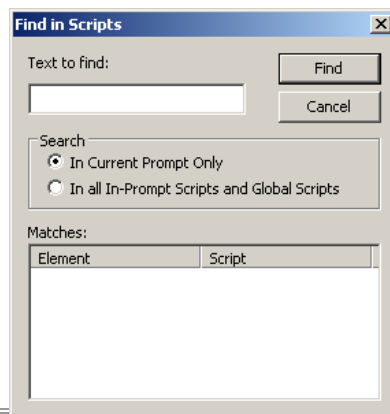 Find in Scripts
Text to find:
Find
Cancel
Search
In Current Prompt Only
In all In-Prompt Scripts and Global Scripts
Matches:
Element Script